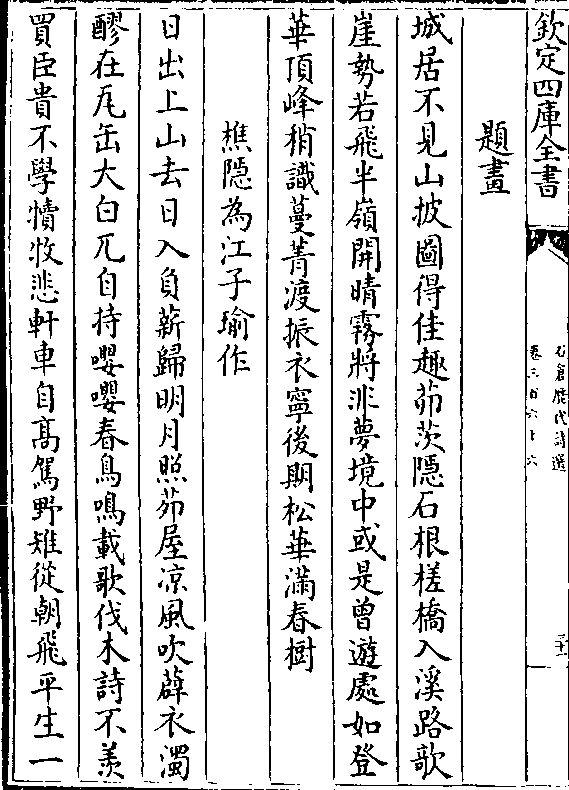 欽定四庫全書
石倉歷代詩選
卷三百六十六
題畫
城居不見山披圖得佳趣茆茨隠石根槎橋入溪路歌
崖勢若飛半嶺開晴霧將非夢境中或是曾遊處如登
華頂峰稍識蔓菁渡振衣寧後期松華滿春樹
樵隠為江子瑜作
日出上山去日入負薪歸明月照茆屋凉風吹薜衣濁
醪在瓦缶大白兀自持嚶嚶春鳥鳴載歌伐木詩不羨
買臣貴不學犢牧悲軒車自髙駕野雉從朝飛平生一